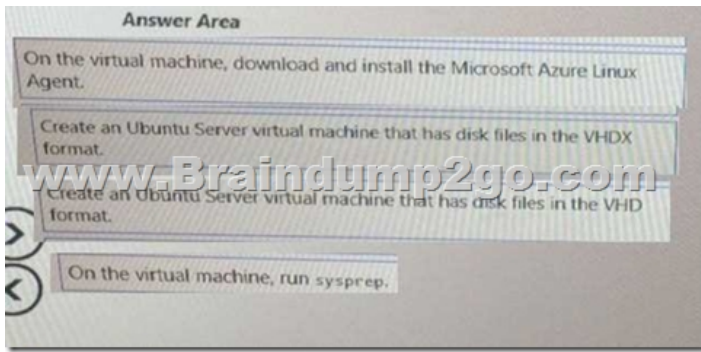 Answer Area
On the virtual machine, download and install the Microsoft Azure Linux
Agent.
Create an Ubuntu Server virtual machine that has disk files in the VHDX
format.
www.Braindump2go.com
Create an Ubuntu Server virtual machine that has disk files in the VHD
format.
On the virtual machine, run sysprep.